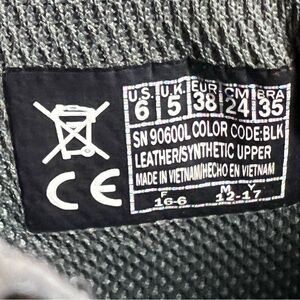 U.S. U.K. EUR CM BRA
6 5 38 24 35
SN 90600L COLOR CODE:BLK
LEATHER/SYNTHETIC UPPER
MADE IN VIETNAM/HECHO EN VIETNAM
F M Y
16-6 12-17
CE